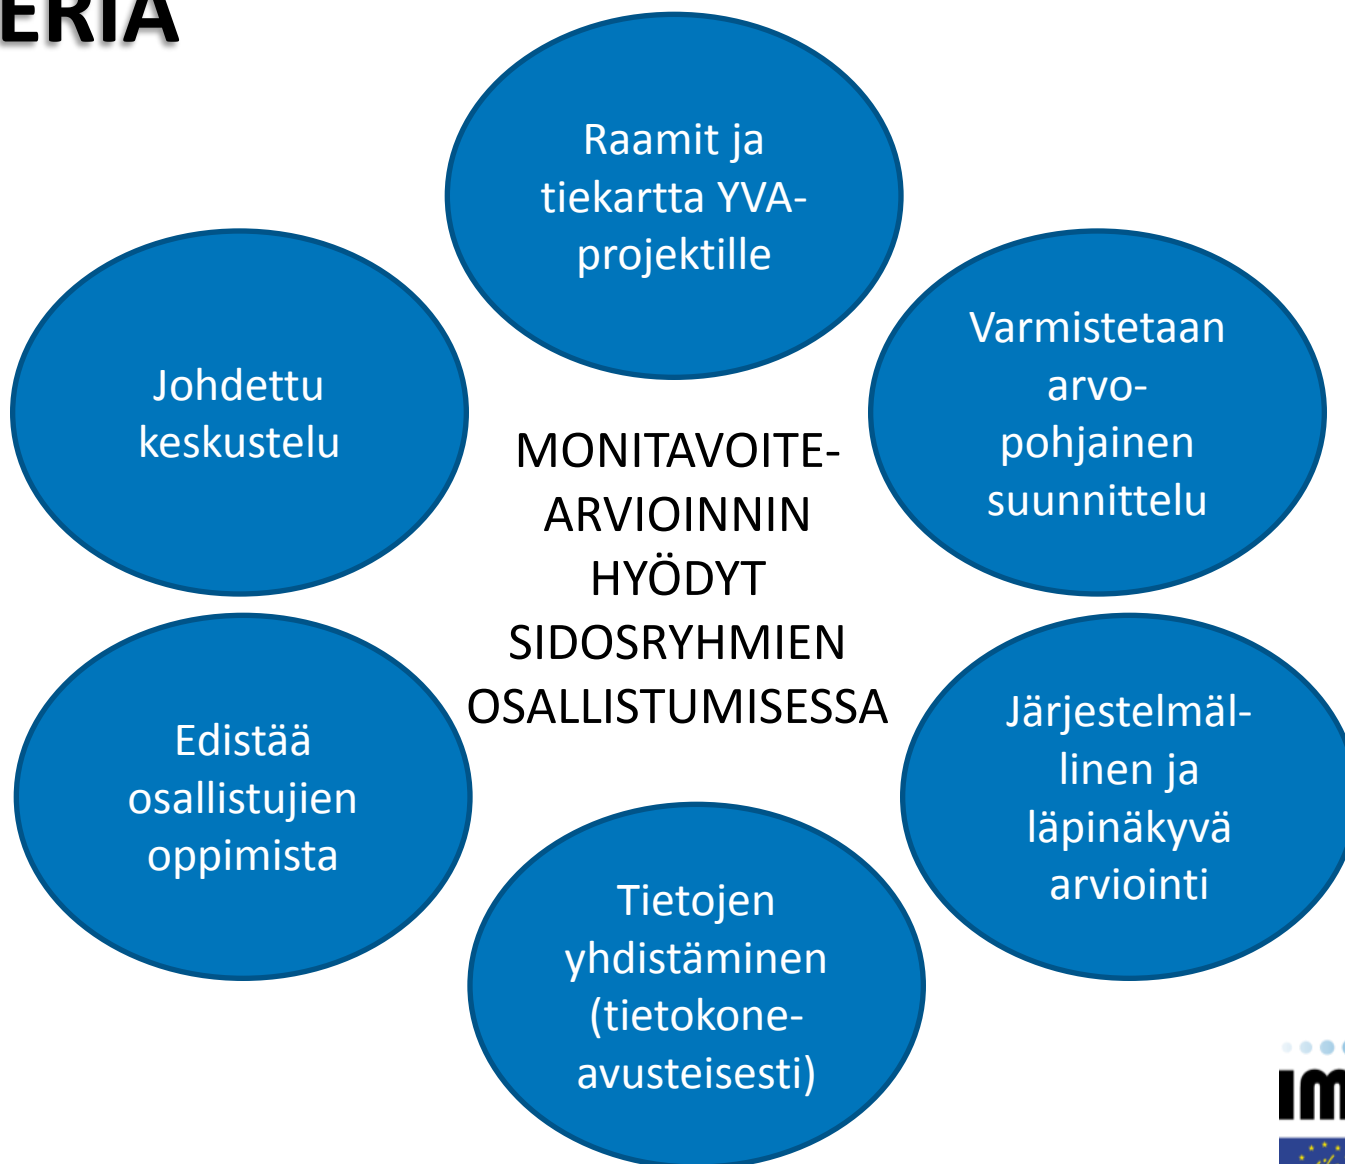 ERIA
Raamit ja
tiekartta YVA-
projektille
Varmistetaan
arvo-
pohjainen
suunnittelu
Johdettu
keskustelu
MONITAVOITE-
ARVIOINNIN
HYÖDYT
SIDOSRYHMIEN
OSALLISTUMISESSA
Järjestelmäl-
linen ja
läpinäkyvä
arviointi
Edistää
osallistujien
oppimista
Tietojen
yhdistäminen
(tietokone-
avusteisesti)
IM